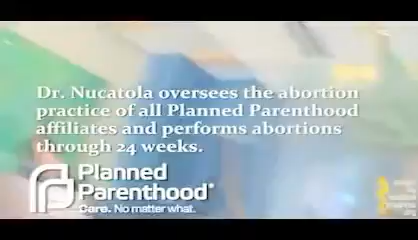 Dr. Nucatola oversees the abortion
practice of all Planned Parenthood
affiliates and performs abortions
through 24 weeks.
Planned
Parenthood®
Care. No matter what.